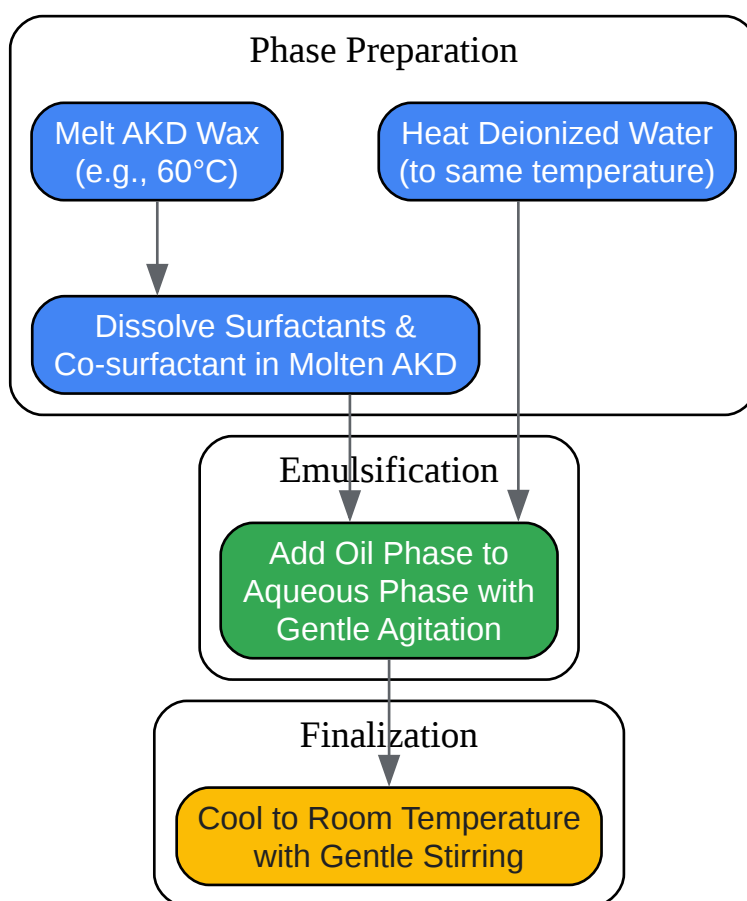 Phase Preparation
Melt AKD Wax
(e.g., 60°C)
Heat Deionized Water
(to same temperature)
Dissolve Surfactants &
Co-surfactant in Molten AKD
Emulsification
Add Oil Phase to
Aqueous Phase with
Gentle Agitation
Finalization
Cool to Room Temperature
with Gentle Stirring